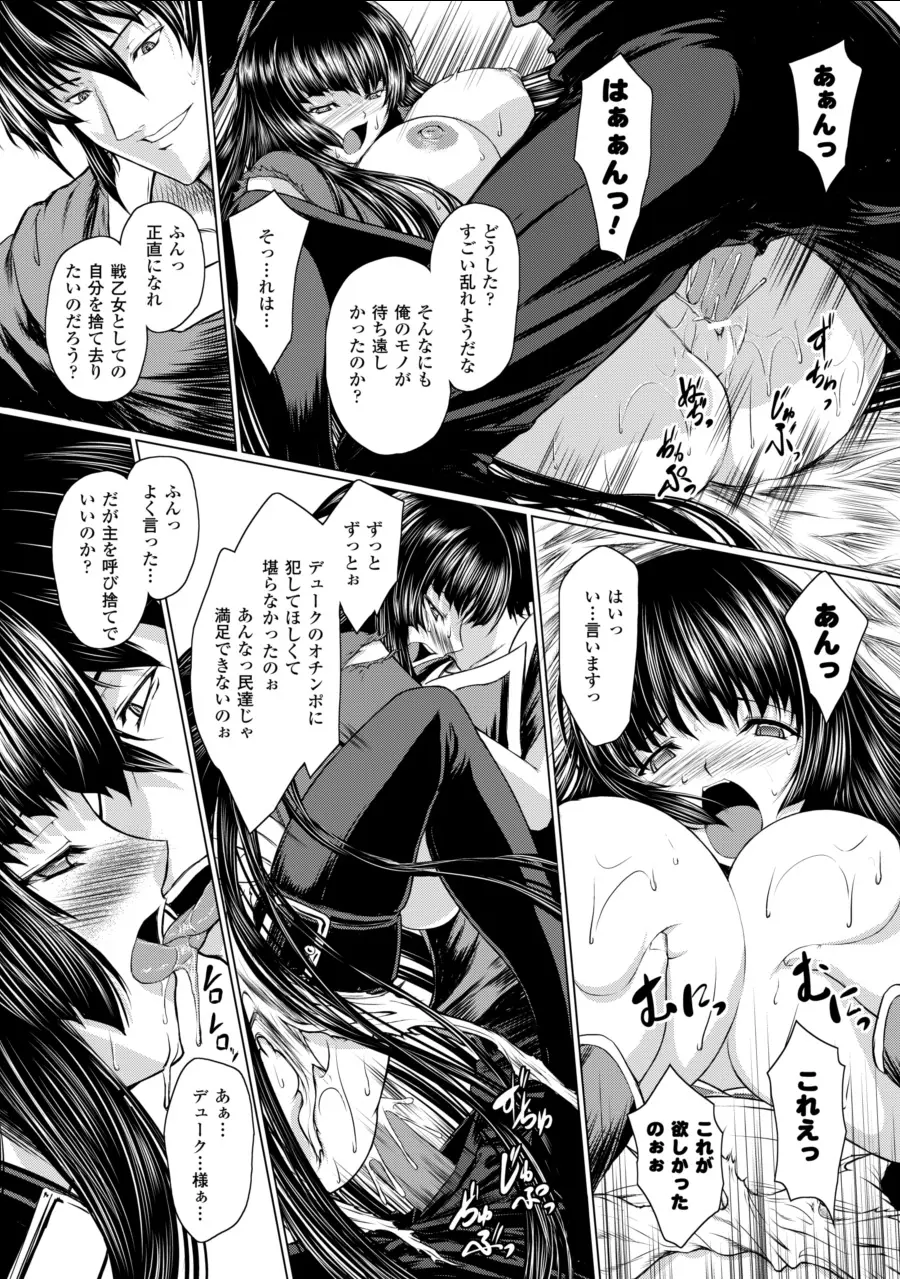 あぁんっ
はぁぁんっ！
どうした？
すごい乱れようだな
そんなにも
俺のモノが
待ち遠し
かったのか？
そっ…れは…
ふんっ
正直になれ
戦乙女としての
自分を捨て去り
たいのだろう？
ずっ
ぬぃっ
じゅ
ぶっ
ぬぢっ
わん
ぷっ
あんっ
はいっ
い…言いますっ
むにっ
むにっ
これえっ
これが
欲しかった
のぉぉ
ずっと
ずっとぉ
デュークのオチンポに
犯してほしくて
堪らなかったのぉ
あんなっ民達じゃ
満足できないのぉ
ずちゅ
じゅ
ぷっ
ぢゅ
ぶっ
ふんっ
よく言った…
だが主を呼び捨てで
いいのか？
レロレロ
あぁ…
デューク…様ぁ…